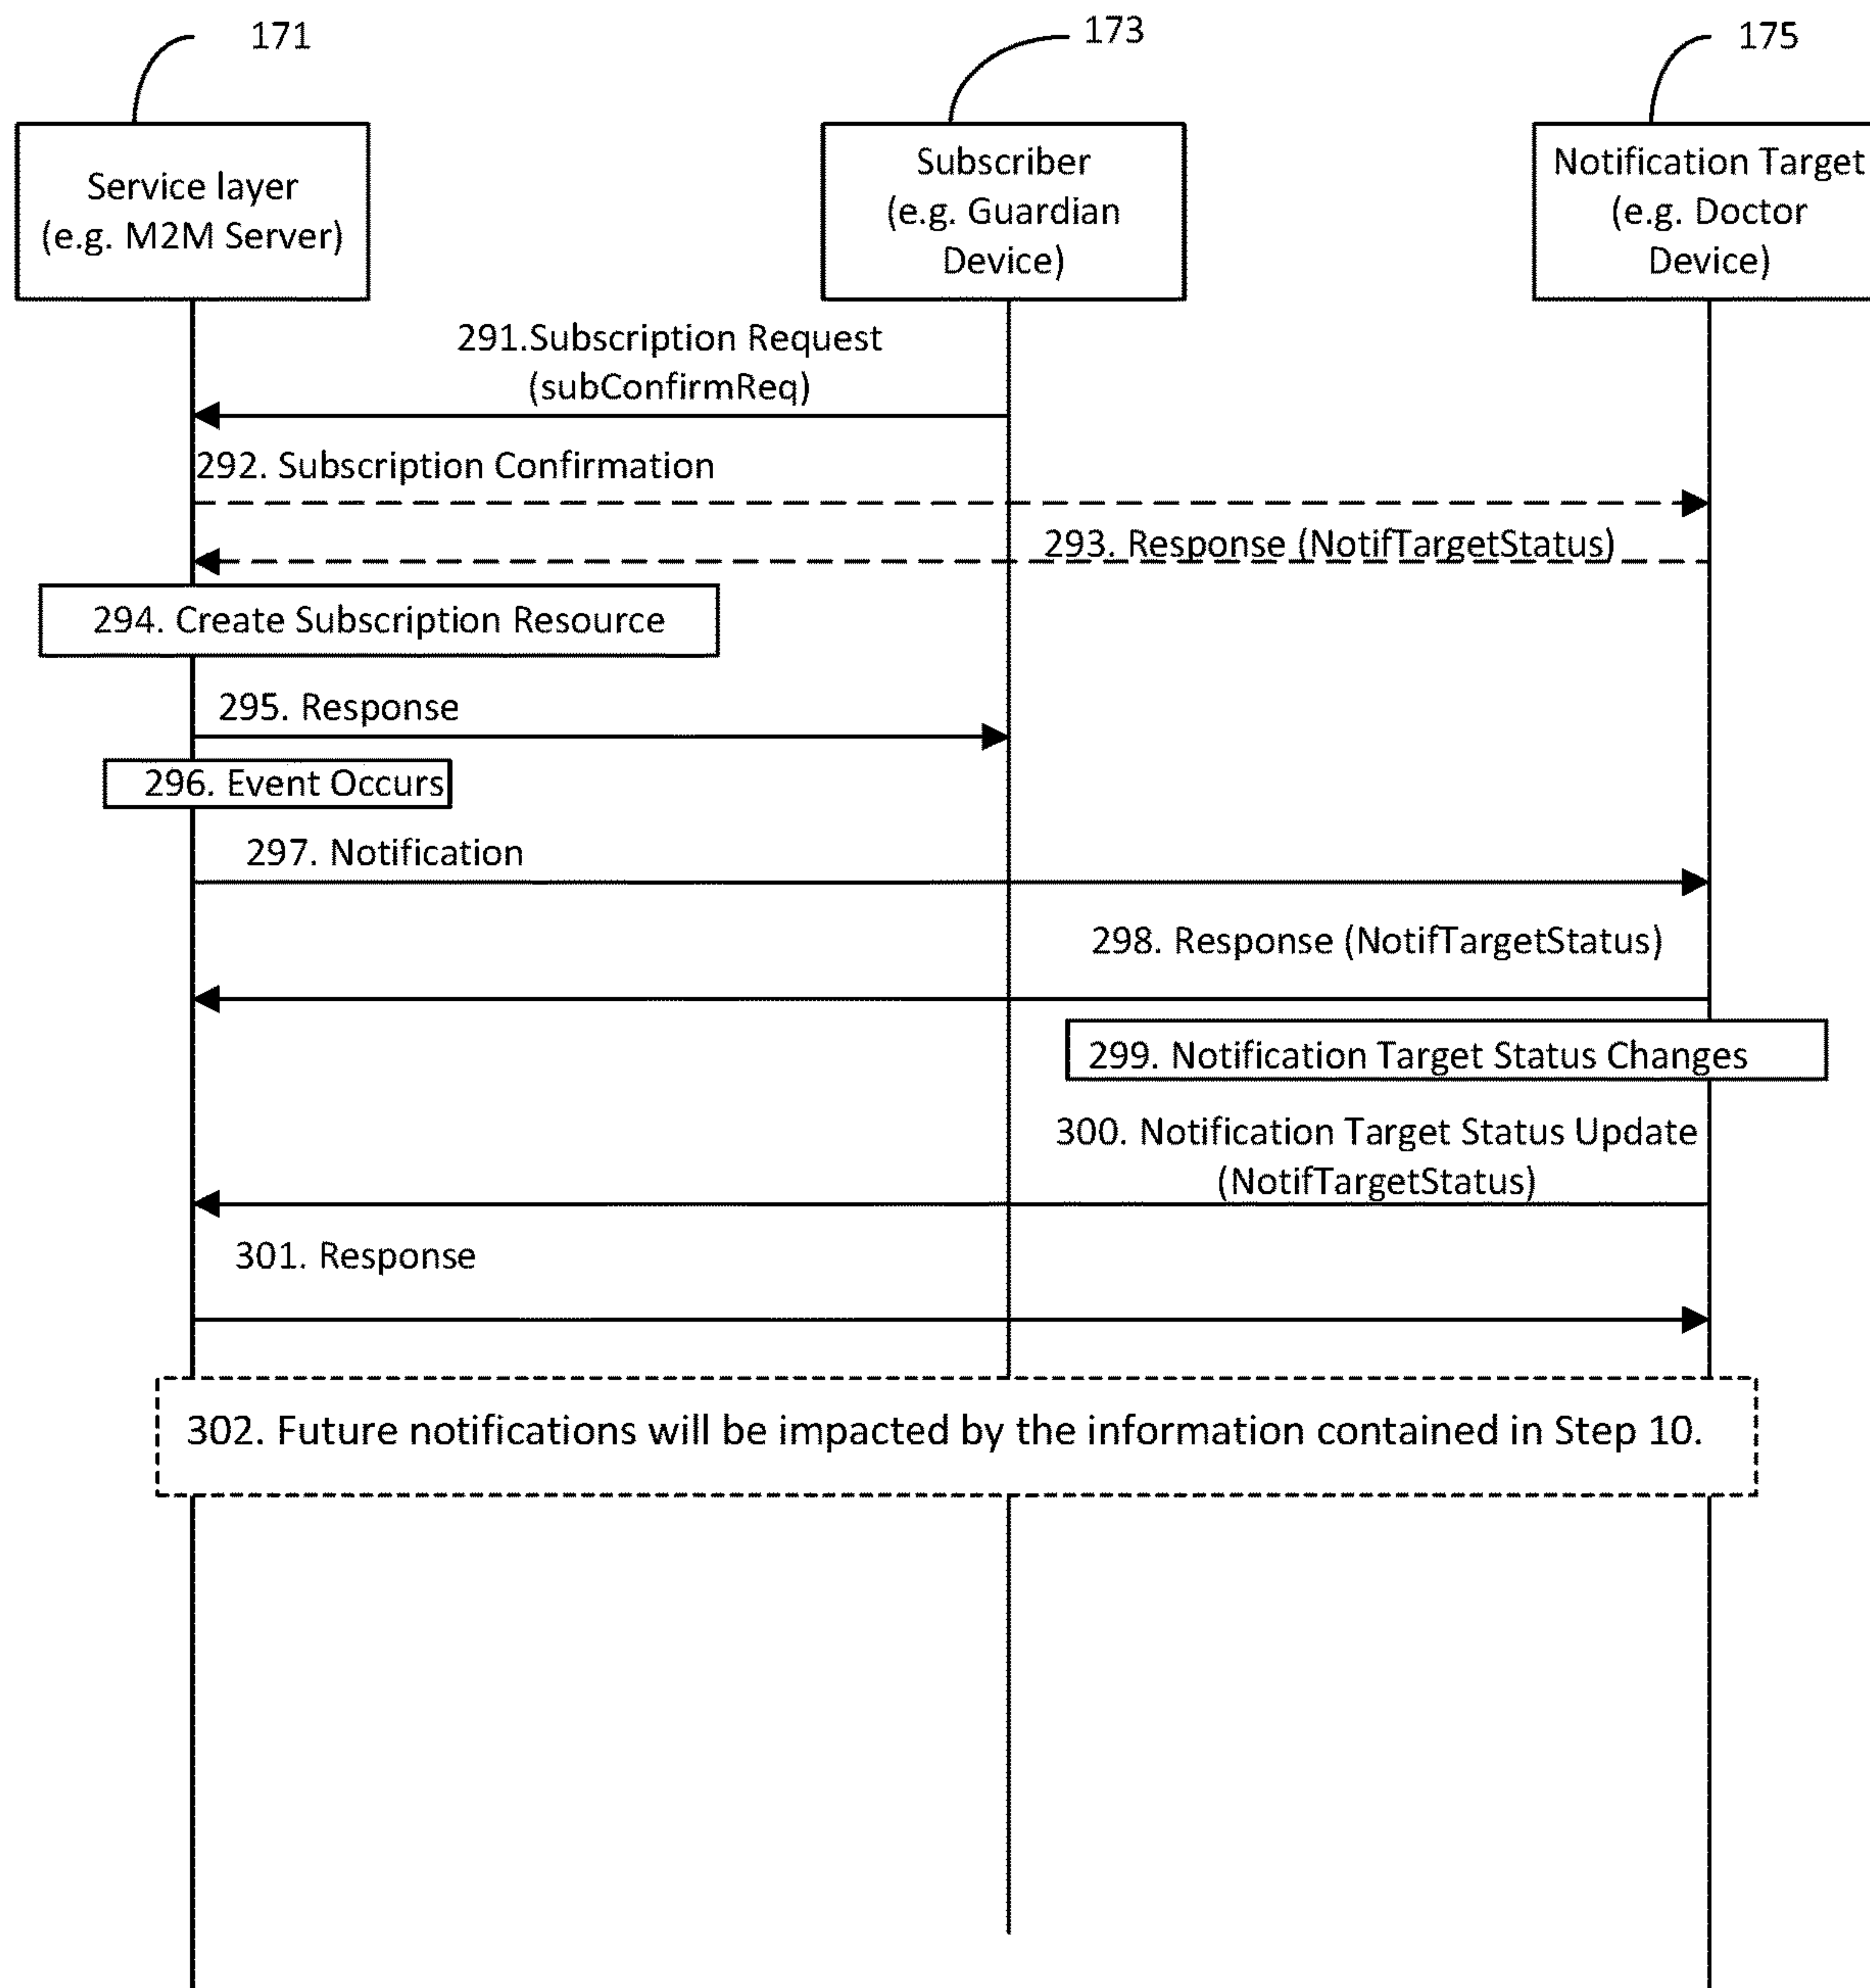 171
173
175
Service layer
(e.g. M2M Server)
Subscriber
(e.g. Guardian
Device)
Notification Target
(e.g. Doctor
Device)
291.Subscription Request
(subConfirmReq)
292. Subscription Confirmation
293. Response (NotifTargetStatus)
294. Create Subscription Resource
295. Response
296. Event Occurs
297. Notification
298. Response (NotifTargetStatus)
299. Notification Target Status Changes
300. Notification Target Status Update
(NotifTargetStatus)
301. Response
302. Future notifications will be impacted by the information contained in Step 10.